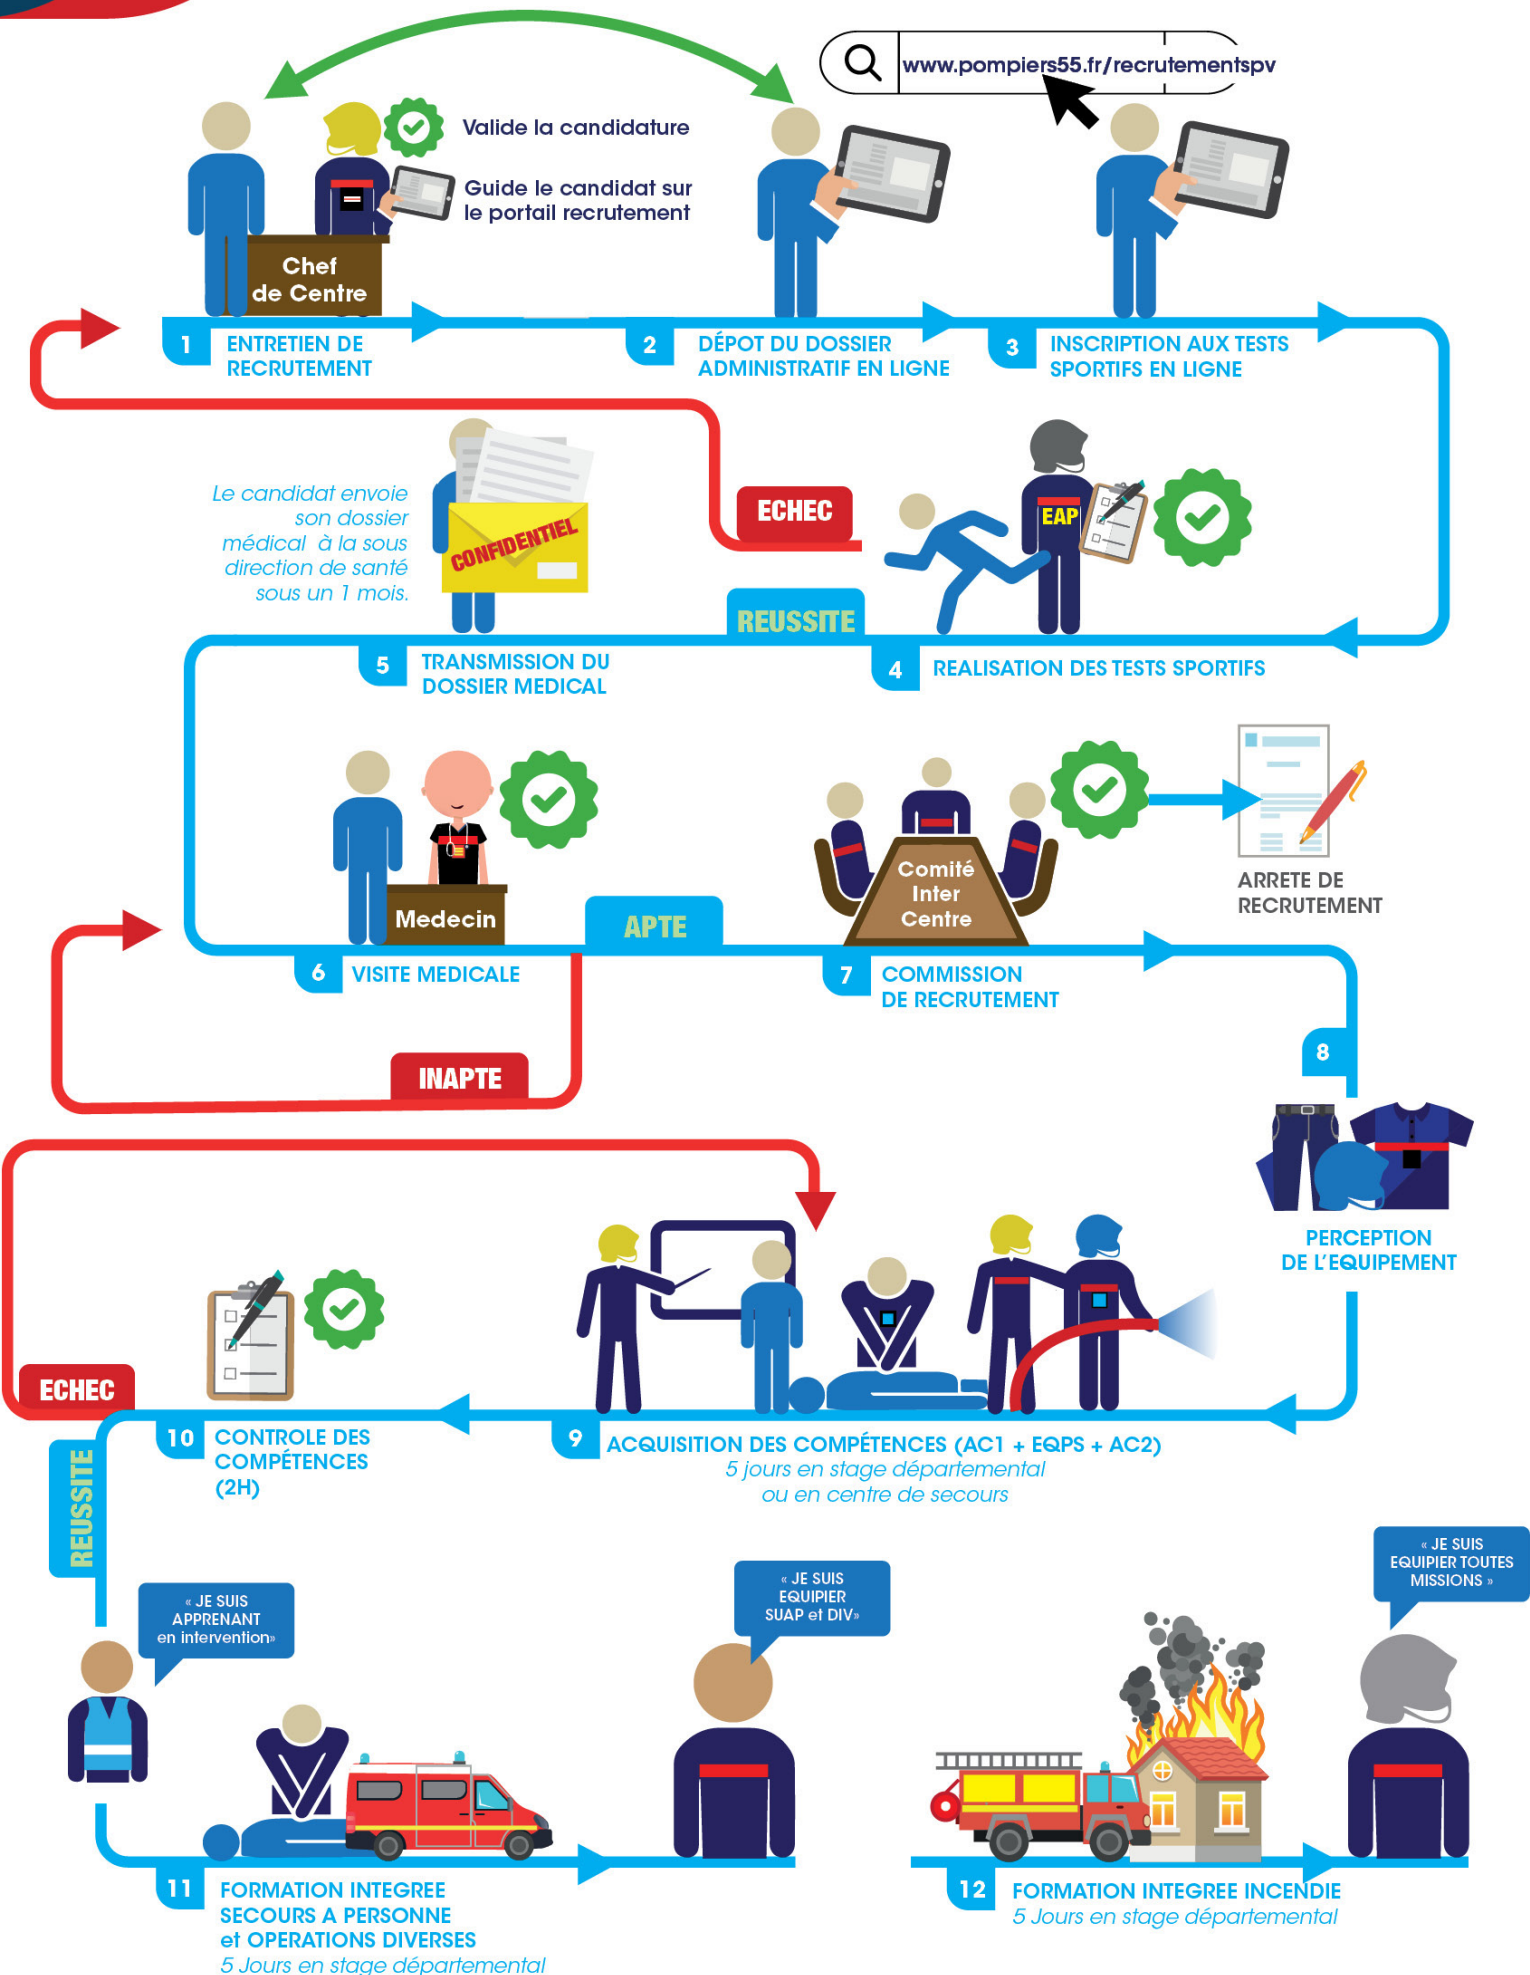 www.pompiers55.fr/recrutementspv
Valide la candidature
Guide le candidat sur
le portail recrutement
Chef
de Centre
1
ENTRETIEN DE
RECRUTEMENT
2
DÉPOT DU DOSSIER
ADMINISTRATIF EN LIGNE
3
INSCRIPTION AUX TESTS
SPORTIFS EN LIGNE
Le candidat envoie
son dossier
médical à la sous
direction de santé
sous un 1 mois.
CONFIDENTIEL
ECHEC
EAP
REUSSITE
5
TRANSMISSION DU
DOSSIER MEDICAL
4
REALISATION DES TESTS SPORTIFS
Medecin
APTE
Comité
Inter
Centre
ARRETE DE
RECRUTEMENT
6
VISITE MEDICALE
7
COMMISSION
DE RECRUTEMENT
INAPTE
8
PERCEPTION
DE L'EQUIPEMENT
ECHEC
10
CONTROLE DES
COMPÉTENCES
(2H)
9
ACQUISITION DES COMPÉTENCES (AC1 + EQPS + AC2)
5 jours en stage départemental
ou en centre de secours
REUSSITE
« JE SUIS
APPRENANT
en intervention»
« JE SUIS
EQUIPIER
SUAP et DIV»
« JE SUIS
EQUIPIER TOUTES
MISSIONS »
11
FORMATION INTEGREE
SECOURS A PERSONNE
et OPERATIONS DIVERSES
5 Jours en stage départemental
12
FORMATION INTEGREE INCENDIE
5 Jours en stage départemental